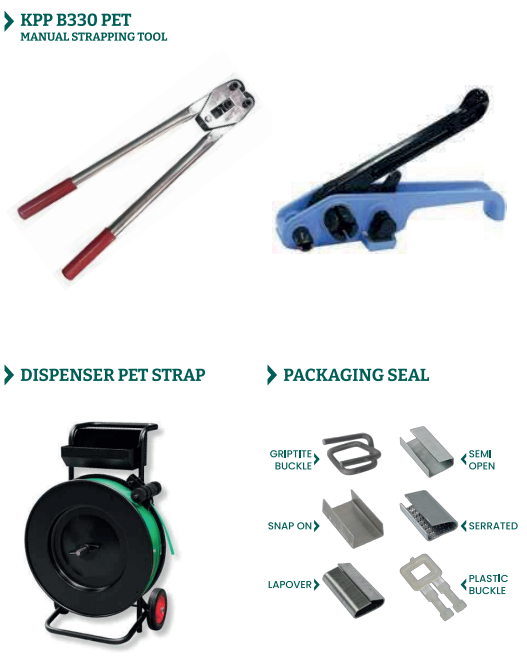 KPP B330 PET
MANUAL STRAPPING TOOL
DISPENSER PET STRAP
PACKAGING SEAL
GRIPTITE
BUCKLE
SEMI
OPEN
SNAP ON
SERRATED
LAPOVER
PLASTIC
BUCKLE